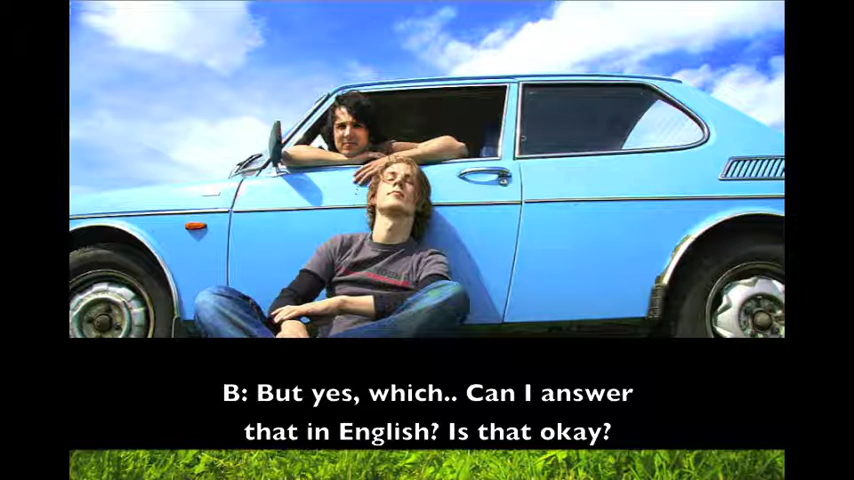 B: But yes, which.. Can I answer
that in English? Is that okay?